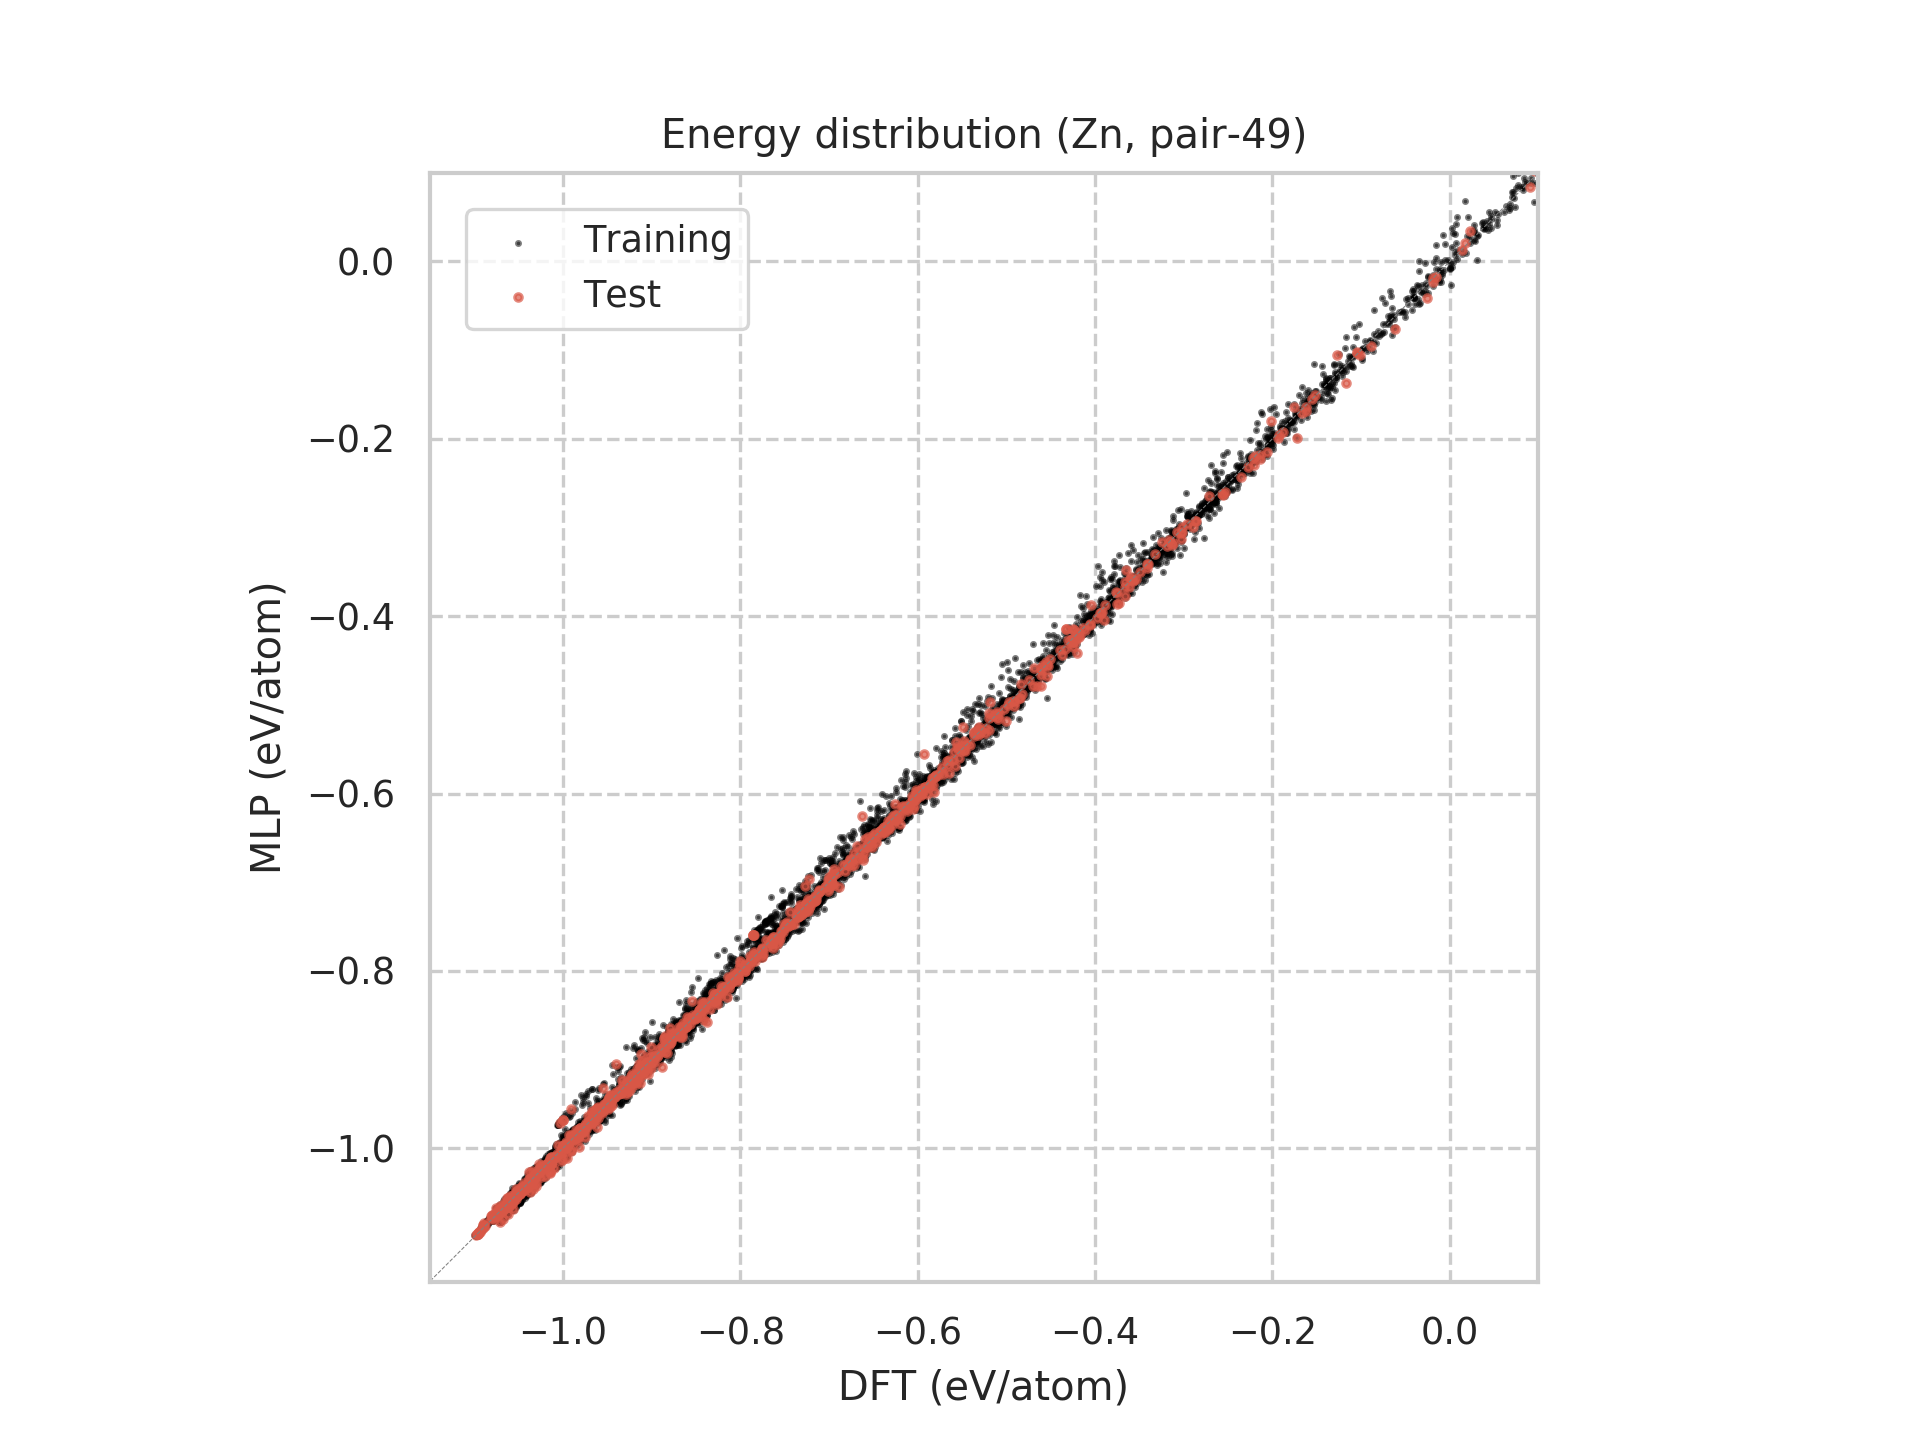 Energy distribution (Zn, pair-49)
Training
Test
0.0
−0.2
−0.4
−0.6
−0.8
−1.0
MLP (eV/atom)
−1.0 −0.8 −0.6 −0.4 −0.2 0.0
DFT (eV/atom)